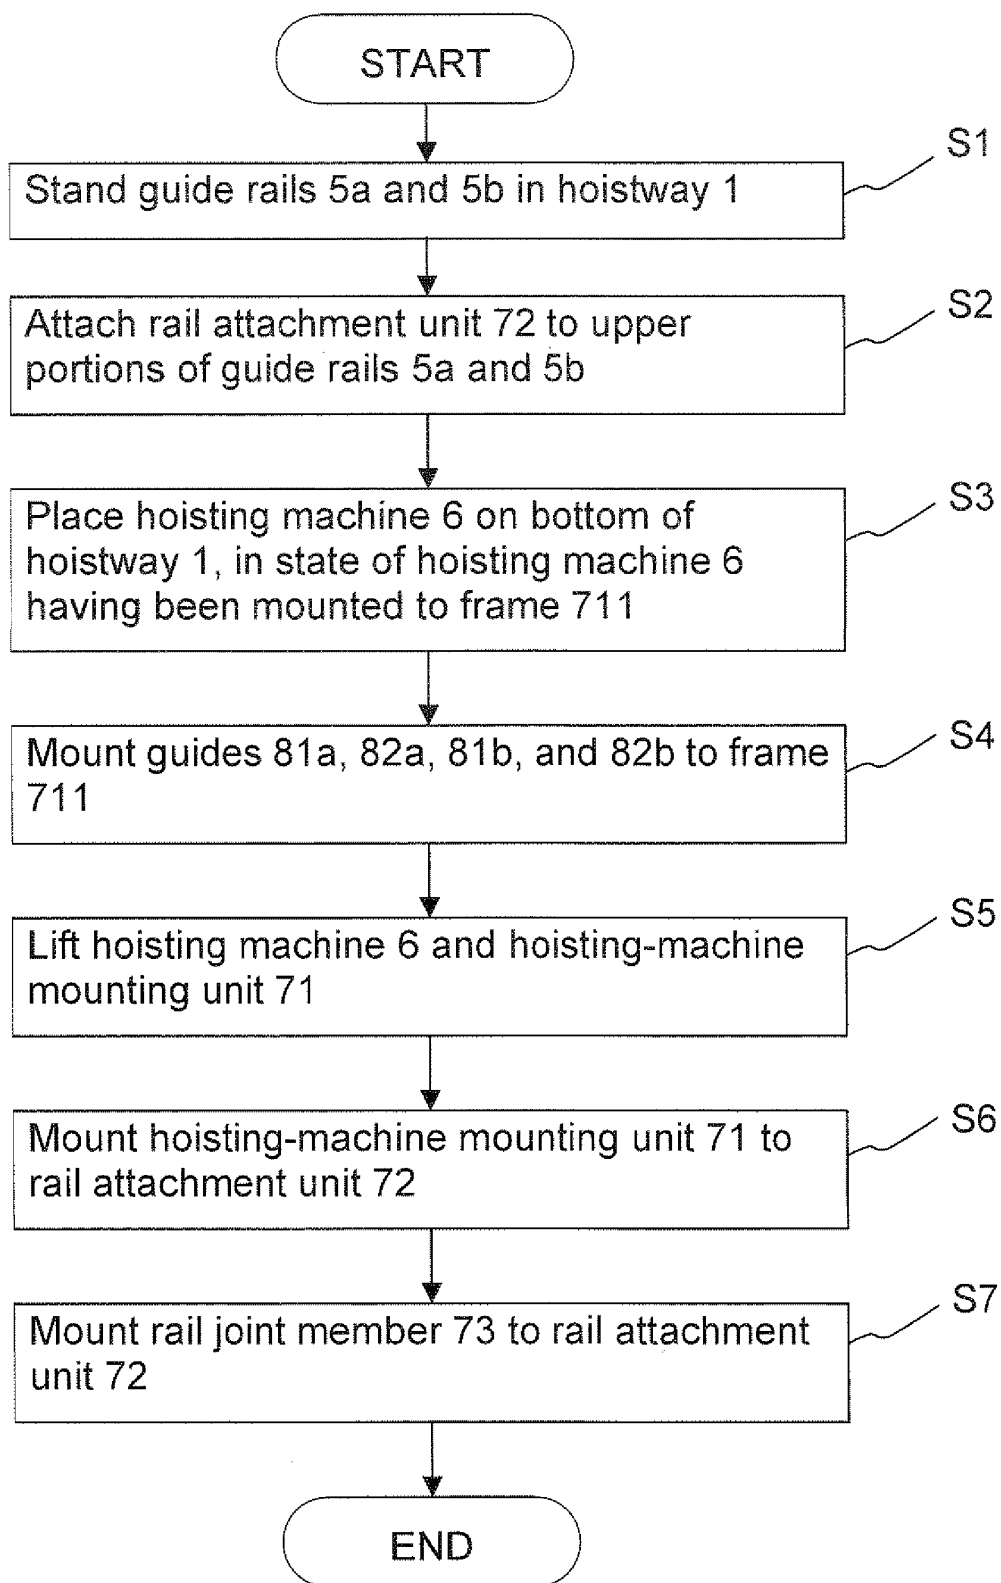 START
S1
Stand guide rails 5a and 5b in hoistway 1
S2
Attach rail attachment unit 72 to upper
portions of guide rails 5a and 5b
S3
Place hoisting machine 6 on bottom of
hoistway 1, in state of hoisting machine 6
having been mounted to frame 711
S4
Mount guides 81a, 82a, 81b, and 82b to frame
711
S5
Lift hoisting machine 6 and hoisting-machine
mounting unit 71
S6
Mount hoisting-machine mounting unit 71 to
rail attachment unit 72
S7
Mount rail joint member 73 to rail attachment
unit 72
END